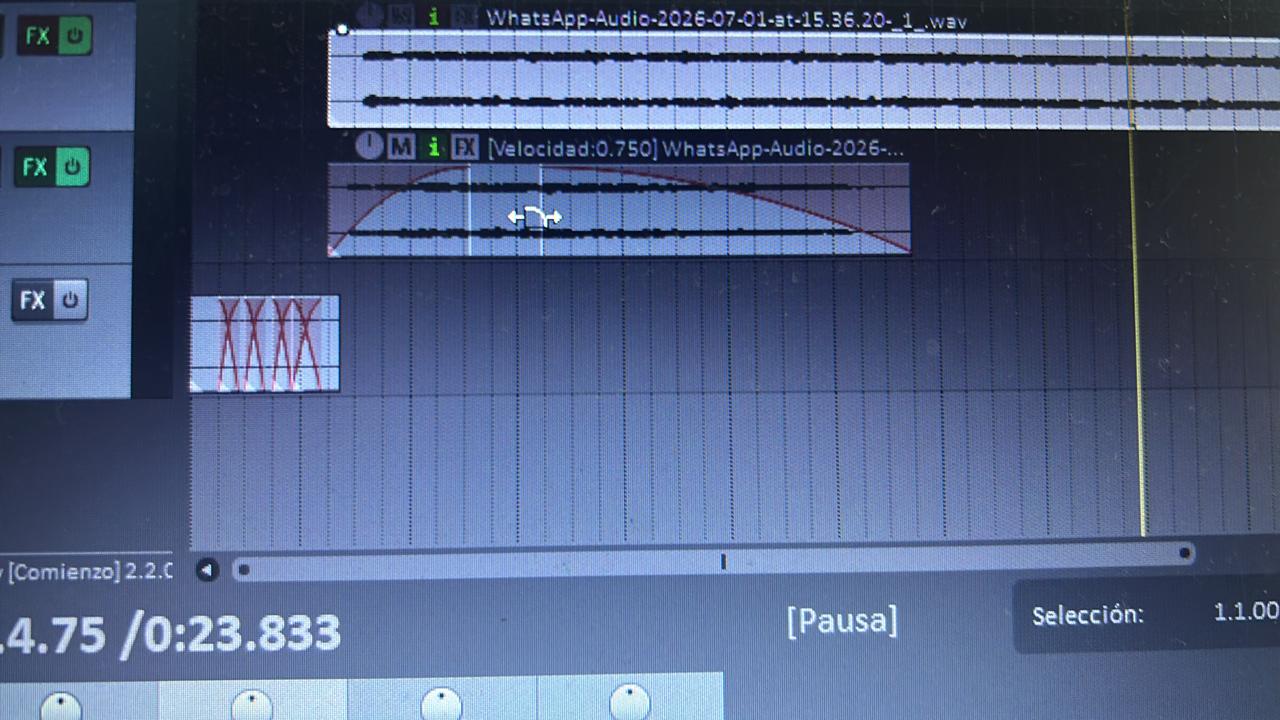 FX i FX WhatsApp-Audio-2026-07-01-at-15.36.20-_1_.wav
FX M i FX [Velocidad:0.750] WhatsApp-Audio-2026-...
FX
[Comienzo] 2.2.0
.4.75 /0:23.833 [Pausa] Selección: 1.1.00